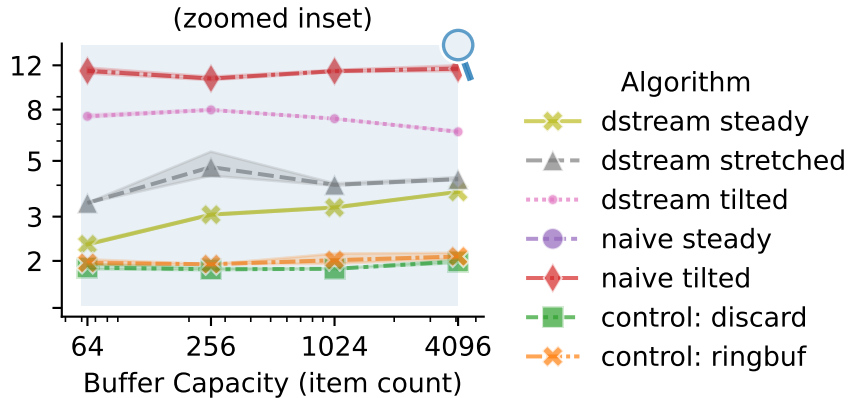 (zoomed inset)
12
8
5
3
2
64 256 1024 4096
Buffer Capacity (item count)
Algorithm
dstream steady
dstream stretched
dstream tilted
naive steady
naive tilted
control: discard
control: ringbuf